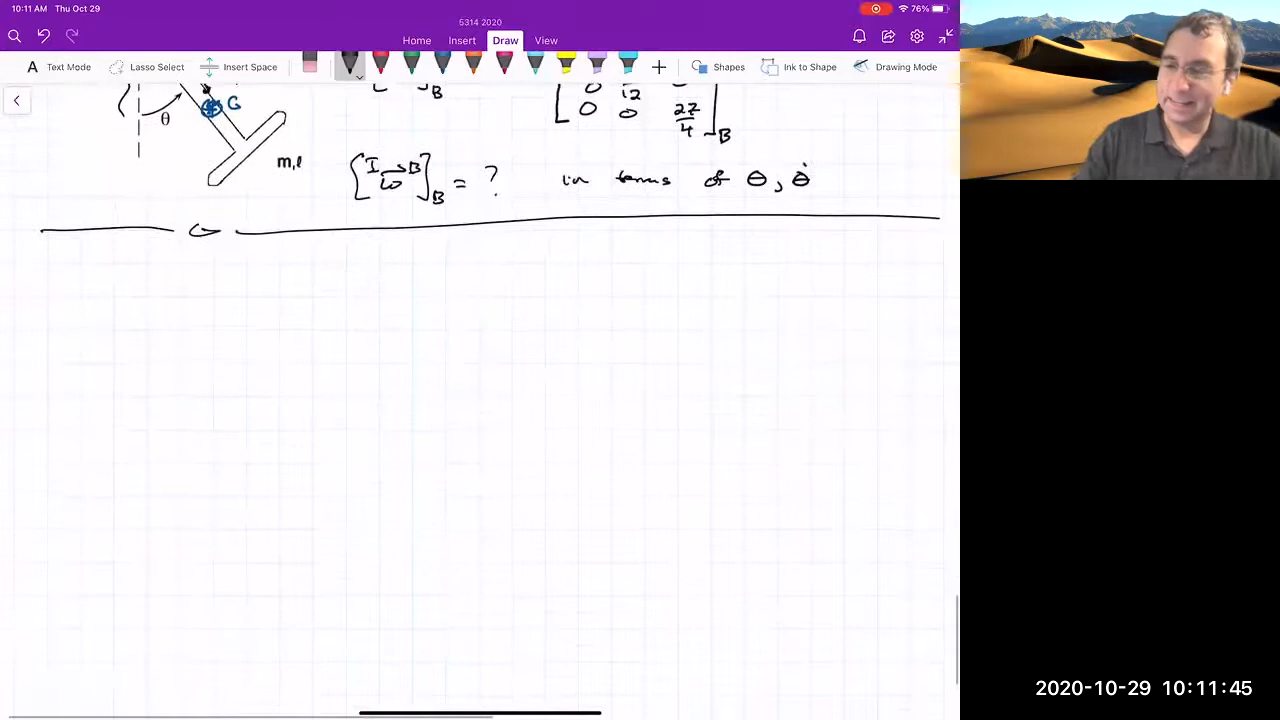 10:11 AM Thu Oct 29
76%
5314 2020
Home Insert Draw View
Text Mode Lasso Select Insert Space Shapes Ink to Shape Drawing Mode
θ G
m,ℓ
B
0 12
0 0 27/4 B
[ᴵω⃗ᴮ]B = ? in terms of θ, θ̇
2020-10-29 10:11:45